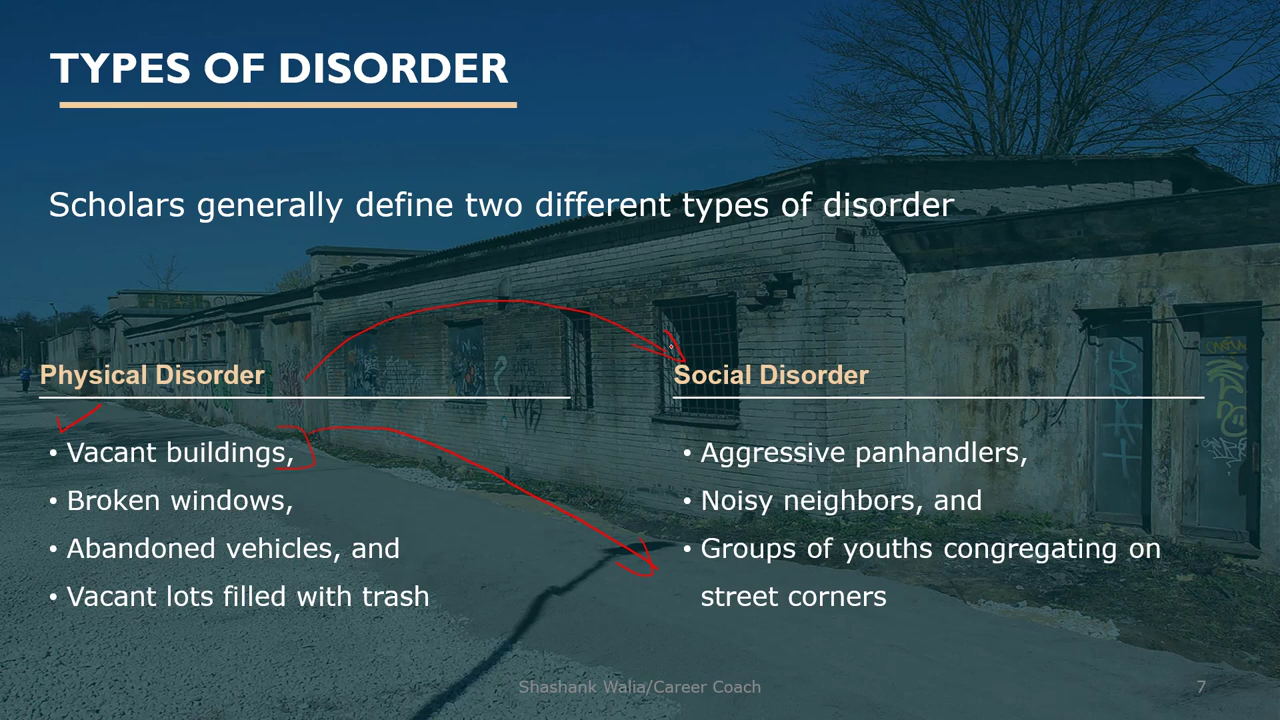 TYPES OF DISORDER
Scholars generally define two different types of disorder
Physical Disorder
• Vacant buildings,
• Broken windows,
• Abandoned vehicles, and
• Vacant lots filled with trash
Social Disorder
• Aggressive panhandlers,
• Noisy neighbors, and
• Groups of youths congregating on
street corners
Shashank Walia/Career Coach
7